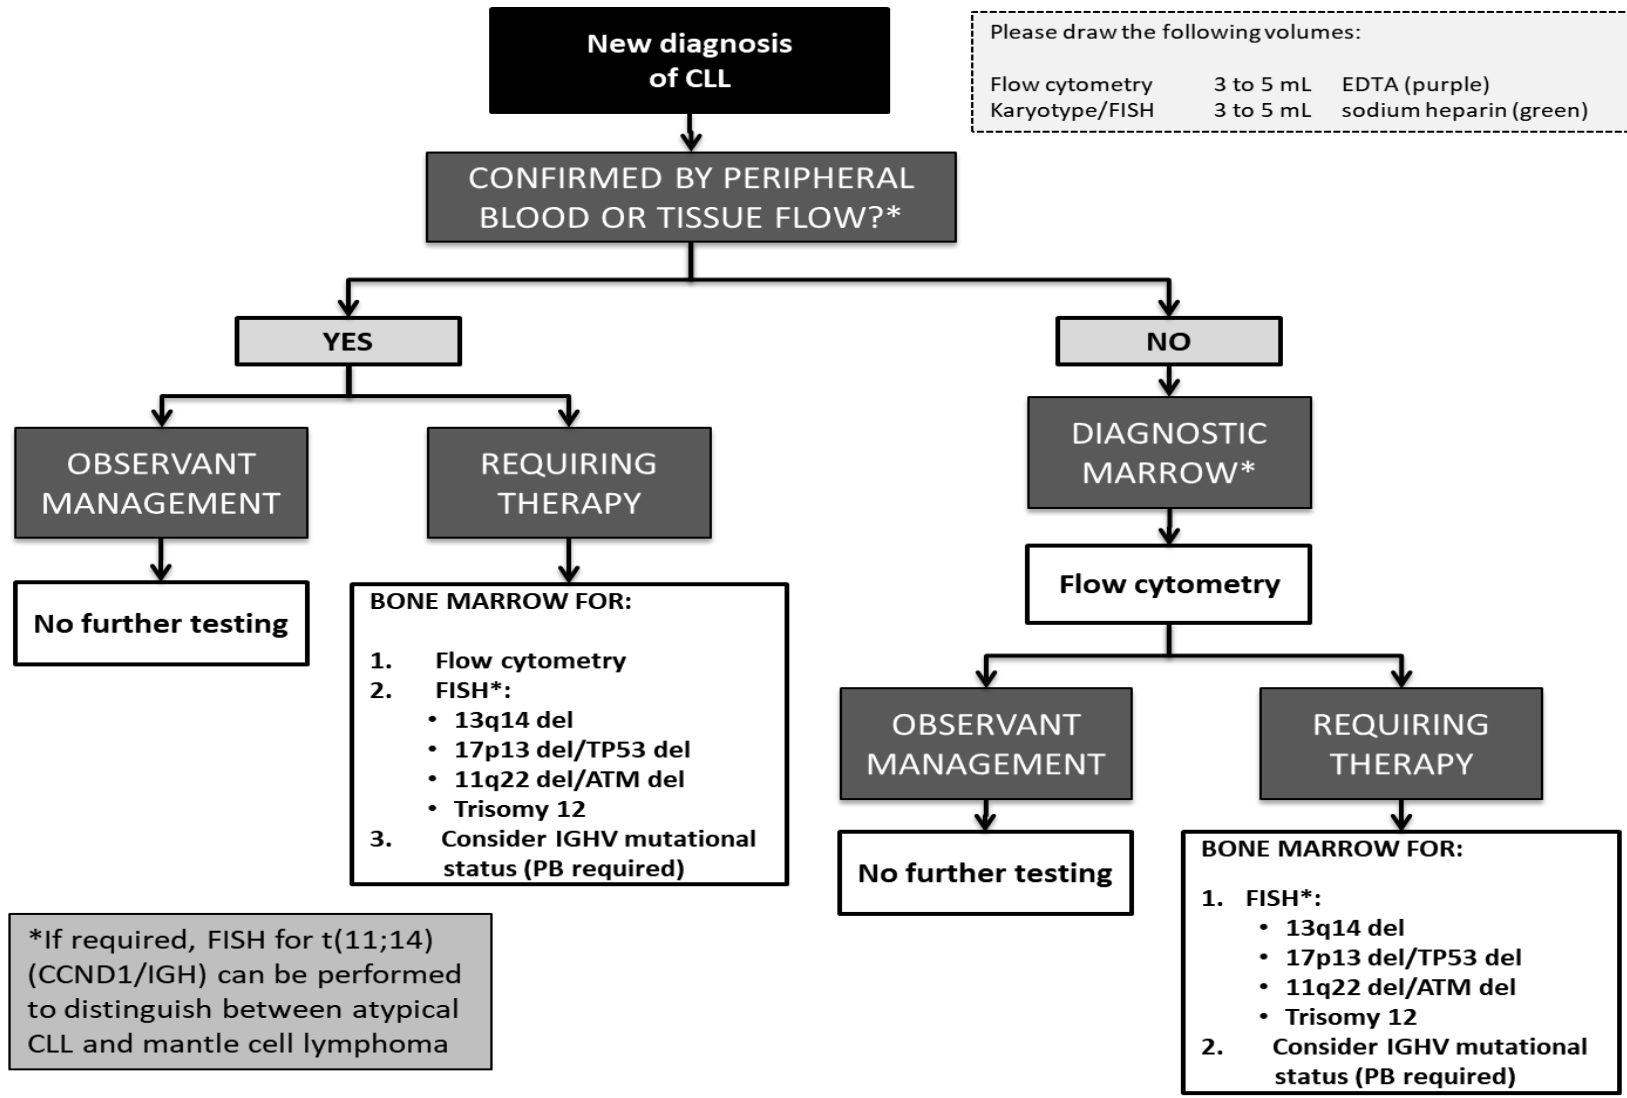 New diagnosis
of CLL
Please draw the following volumes:
Flow cytometry 3 to 5 mL EDTA (purple)
Karyotype/FISH 3 to 5 mL sodium heparin (green)
CONFIRMED BY PERIPHERAL
BLOOD OR TISSUE FLOW?*
YES
NO
OBSERVANT
MANAGEMENT
REQUIRING
THERAPY
DIAGNOSTIC
MARROW*
No further testing
BONE MARROW FOR:
1. Flow cytometry
2. FISH*:
• 13q14 del
• 17p13 del/TP53 del
• 11q22 del/ATM del
• Trisomy 12
3. Consider IGHV mutational
status (PB required)
Flow cytometry
OBSERVANT
MANAGEMENT
REQUIRING
THERAPY
No further testing
BONE MARROW FOR:
1. FISH*:
• 13q14 del
• 17p13 del/TP53 del
• 11q22 del/ATM del
• Trisomy 12
2. Consider IGHV mutational
status (PB required)
*If required, FISH for t(11;14)
(CCND1/IGH) can be performed
to distinguish between atypical
CLL and mantle cell lymphoma